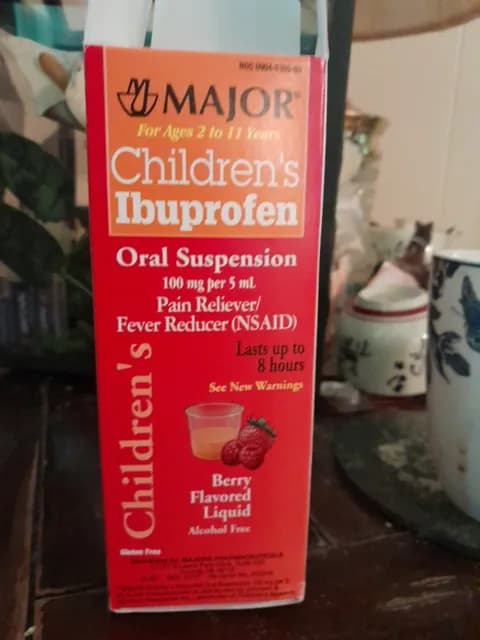 MAJOR®
For Ages 2 to 11 Years
Children's
Ibuprofen
Oral Suspension
100 mg per 5 mL
Pain Reliever/
Fever Reducer (NSAID)
Lasts up to
8 hours
See New Warnings
Children's
Berry
Flavored
Liquid
Alcohol Free
Gluten Free